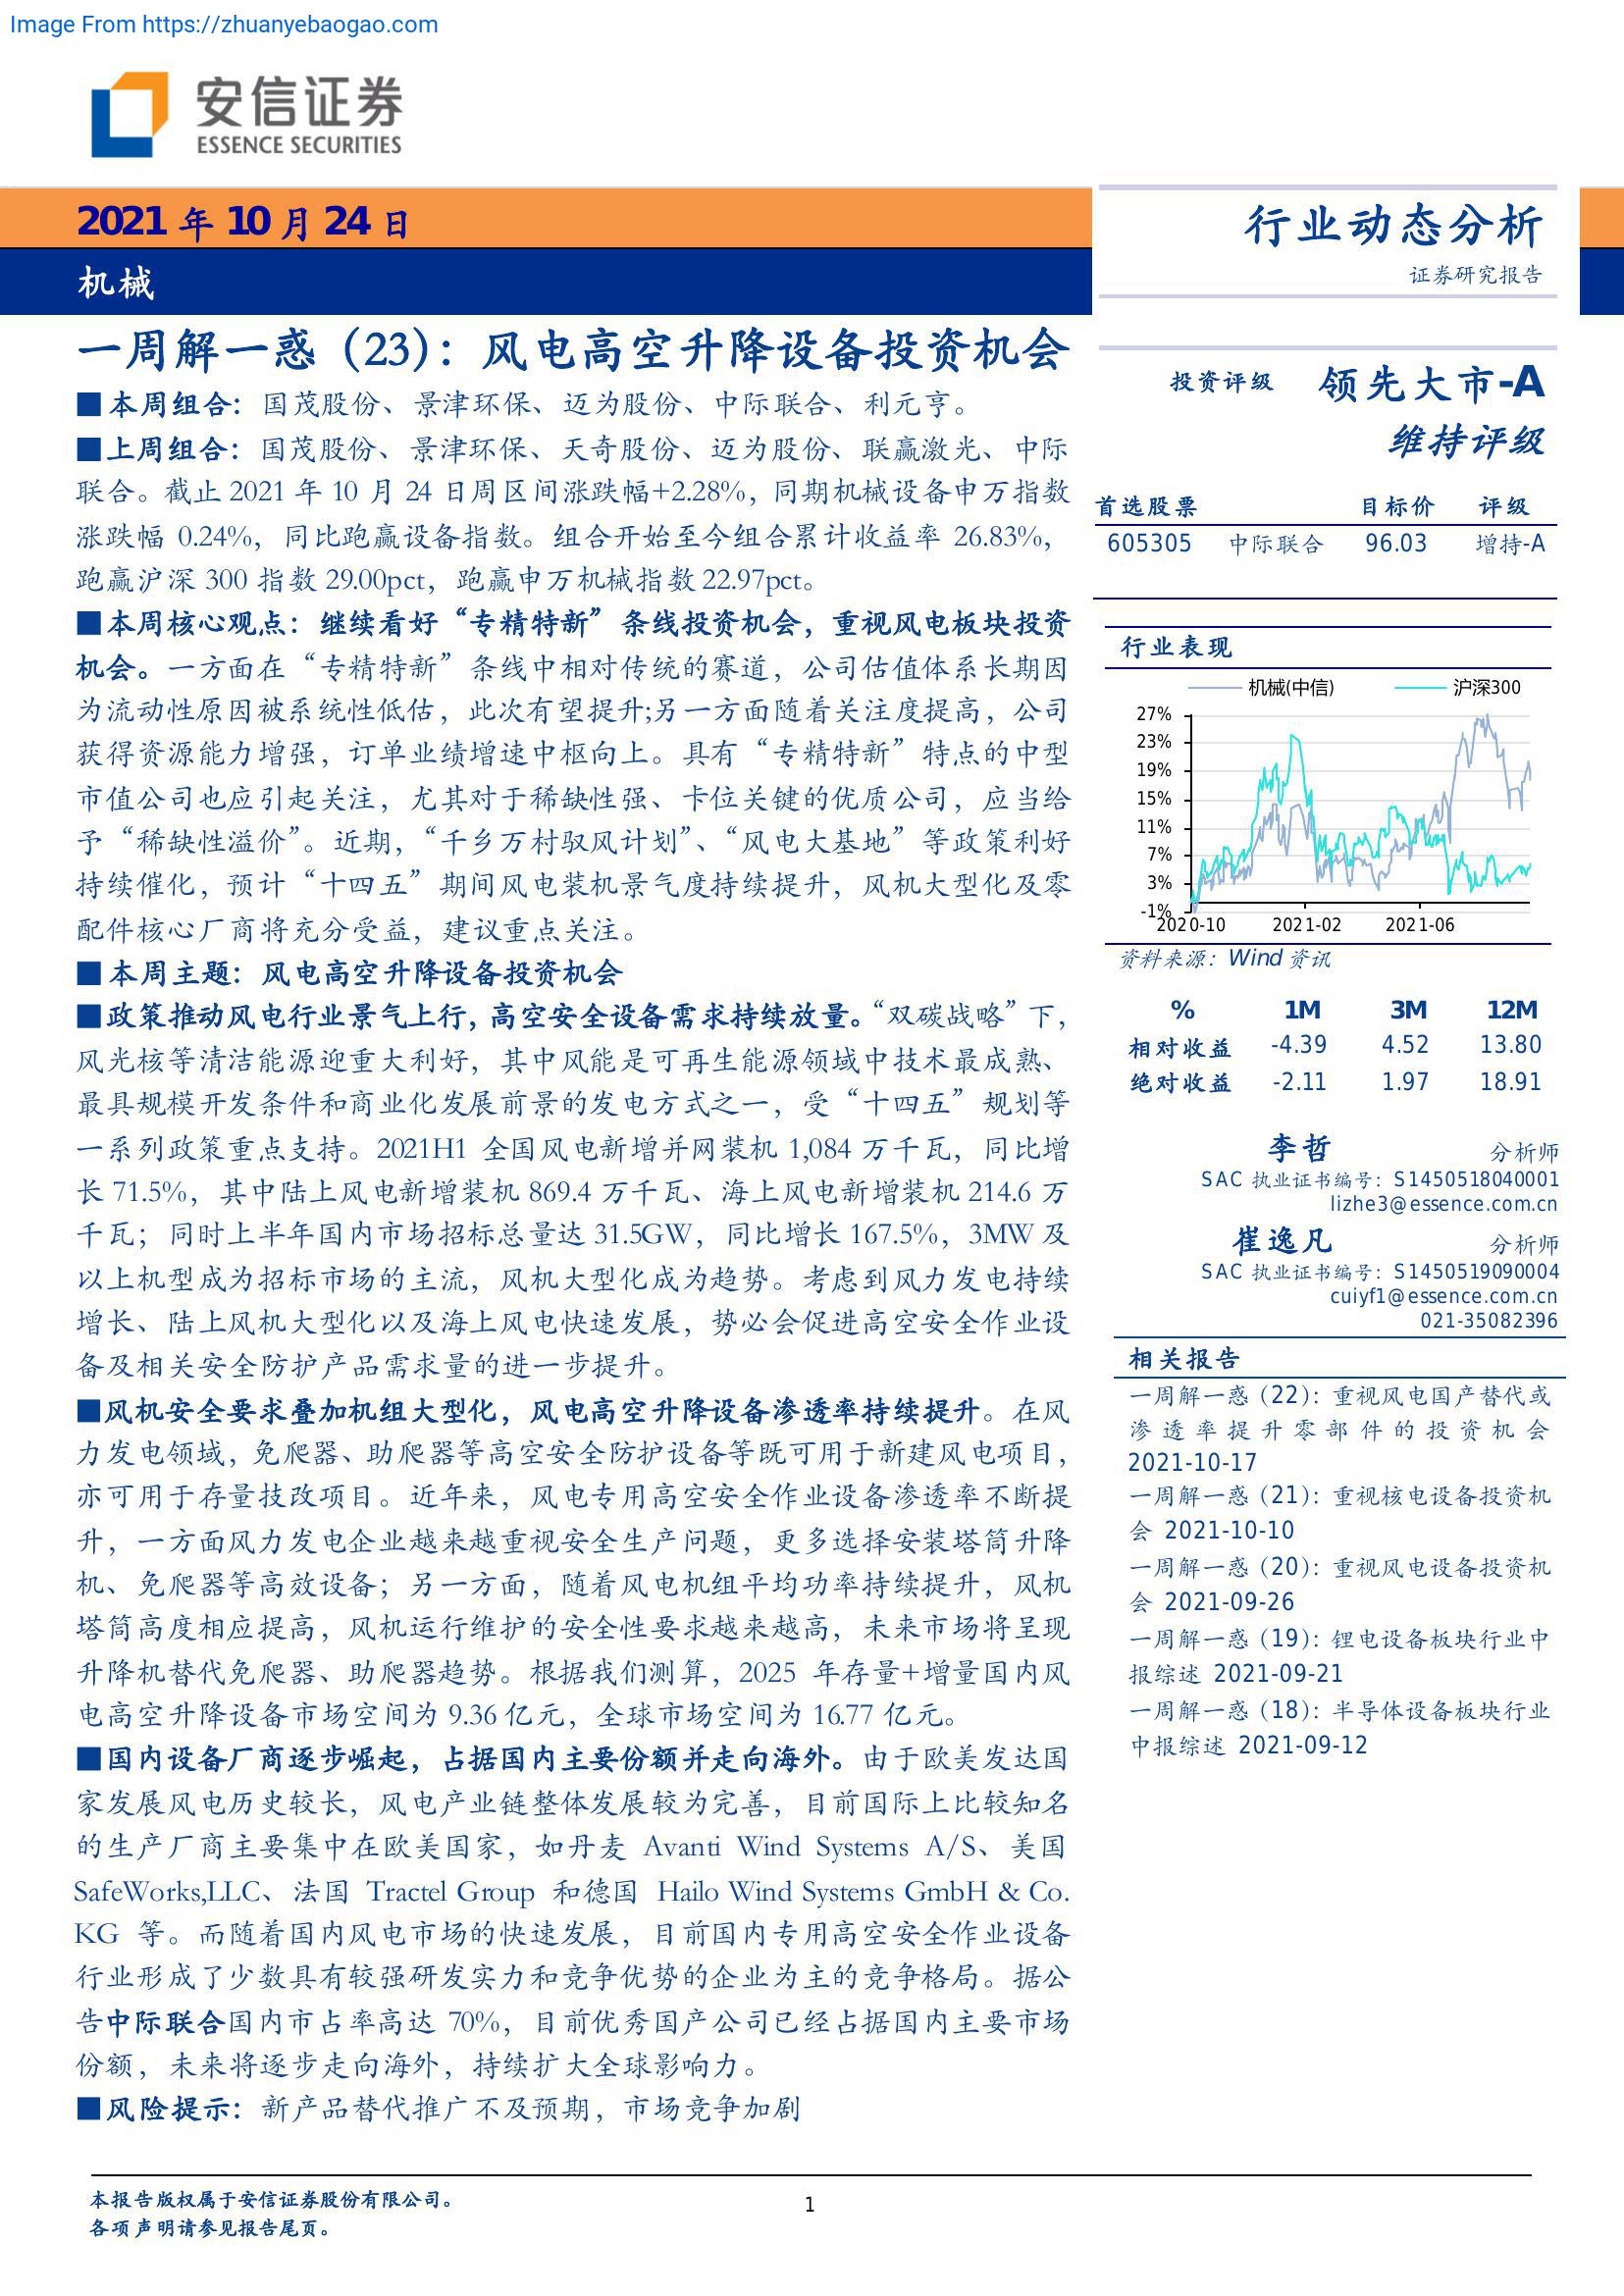 Image From https://zhuanyebaogao.com
安信证券
ESSENCE SECURITIES
2021 年 10 月 24 日
机械
行业动态分析
证券研究报告
一周解一惑（23）：风电高空升降设备投资机会
■本周组合：国茂股份、景津环保、迈为股份、中际联合、利元亨。
■上周组合：国茂股份、景津环保、天奇股份、迈为股份、联赢激光、中际
联合。截止 2021 年 10 月 24 日周区间涨跌幅+2.28%，同期机械设备申万指数
涨跌幅 0.24%，同比跑赢设备指数。组合开始至今组合累计收益率 26.83%，
跑赢沪深 300 指数 29.00pct，跑赢申万机械指数 22.97pct。
■本周核心观点：继续看好“专精特新”条线投资机会，重视风电板块投资
机会。一方面在“专精特新”条线中相对传统的赛道，公司估值体系长期因
为流动性原因被系统性低估，此次有望提升;另一方面随着关注度提高，公司
获得资源能力增强，订单业绩增速中枢向上。具有“专精特新”特点的中型
市值公司也应引起关注，尤其对于稀缺性强、卡位关键的优质公司，应当给
予“稀缺性溢价”。近期，“千乡万村驭风计划”、“风电大基地”等政策利好
持续催化，预计“十四五”期间风电装机景气度持续提升，风机大型化及零
配件核心厂商将充分受益，建议重点关注。
■本周主题：风电高空升降设备投资机会
■政策推动风电行业景气上行，高空安全设备需求持续放量。“双碳战略”下，
风光核等清洁能源迎重大利好，其中风能是可再生能源领域中技术最成熟、
最具规模开发条件和商业化发展前景的发电方式之一，受“十四五”规划等
一系列政策重点支持。2021H1 全国风电新增并网装机 1,084 万千瓦，同比增
长 71.5%，其中陆上风电新增装机 869.4 万千瓦、海上风电新增装机 214.6 万
千瓦；同时上半年国内市场招标总量达 31.5GW，同比增长 167.5%，3MW 及
以上机型成为招标市场的主流，风机大型化成为趋势。考虑到风力发电持续
增长、陆上风机大型化以及海上风电快速发展，势必会促进高空安全作业设
备及相关安全防护产品需求量的进一步提升。
■风机安全要求叠加机组大型化，风电高空升降设备渗透率持续提升。在风
力发电领域，免爬器、助爬器等高空安全防护设备等既可用于新建风电项目，
亦可用于存量技改项目。近年来，风电专用高空安全作业设备渗透率不断提
升，一方面风力发电企业越来越重视安全生产问题，更多选择安装塔筒升降
机、免爬器等高效设备；另一方面，随着风电机组平均功率持续提升，风机
塔筒高度相应提高，风机运行维护的安全性要求越来越高，未来市场将呈现
升降机替代免爬器、助爬器趋势。根据我们测算，2025 年存量+增量国内风
电高空升降设备市场空间为 9.36 亿元，全球市场空间为 16.77 亿元。
■国内设备厂商逐步崛起，占据国内主要份额并走向海外。由于欧美发达国
家发展风电历史较长，风电产业链整体发展较为完善，目前国际上比较知名
的生产厂商主要集中在欧美国家，如丹麦 Avanti Wind Systems A/S、美国
SafeWorks,LLC、法国 Tractel Group 和德国 Hailo Wind Systems GmbH & Co.
KG 等。而随着国内风电市场的快速发展，目前国内专用高空安全作业设备
行业形成了少数具有较强研发实力和竞争优势的企业为主的竞争格局。据公
告中际联合国内市占率高达 70%，目前优秀国产公司已经占据国内主要市场
份额，未来将逐步走向海外，持续扩大全球影响力。
■风险提示：新产品替代推广不及预期，市场竞争加剧
投资评级 领先大市-A
维持评级
首选股票 目标价 评级
605305 中际联合 96.03 增持-A
行业表现
机械(中信) 沪深300
27%
23%
19%
15%
11%
7%
3%
-1%
2020-10 2021-02 2021-06
资料来源：Wind 资讯
% 1M 3M 12M
相对收益 -4.39 4.52 13.80
绝对收益 -2.11 1.97 18.91
李哲 分析师
SAC 执业证书编号：S1450518040001
lizhe3@essence.com.cn
崔逸凡 分析师
SAC 执业证书编号：S1450519090004
cuiyf1@essence.com.cn
021-35082396
相关报告
一周解一惑（22）：重视风电国产替代或
渗透率提升零部件的投资机会
2021-10-17
一周解一惑（21）：重视核电设备投资机
会 2021-10-10
一周解一惑（20）：重视风电设备投资机
会 2021-09-26
一周解一惑（19）：锂电设备板块行业中
报综述 2021-09-21
一周解一惑（18）：半导体设备板块行业
中报综述 2021-09-12
本报告版权属于安信证券股份有限公司。
各项声明请参见报告尾页。
1